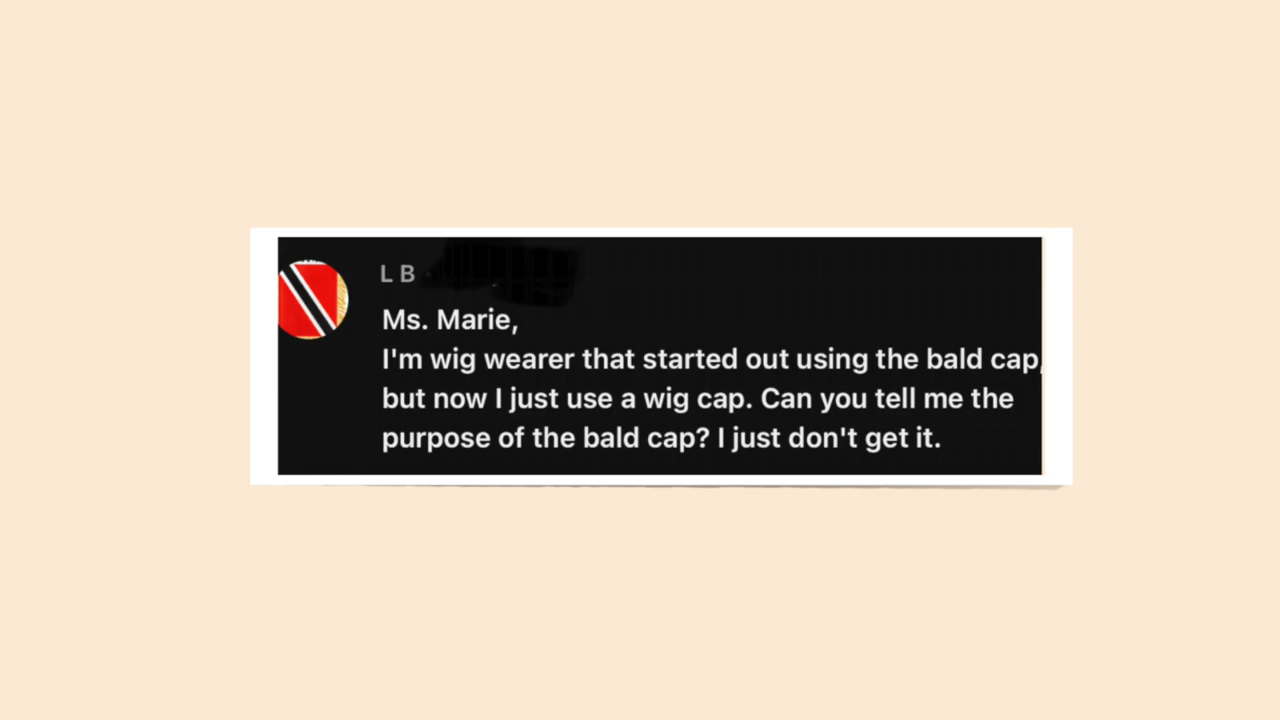 L B
Ms. Marie,
I'm wig wearer that started out using the bald cap,
but now I just use a wig cap. Can you tell me the
purpose of the bald cap? I just don't get it.